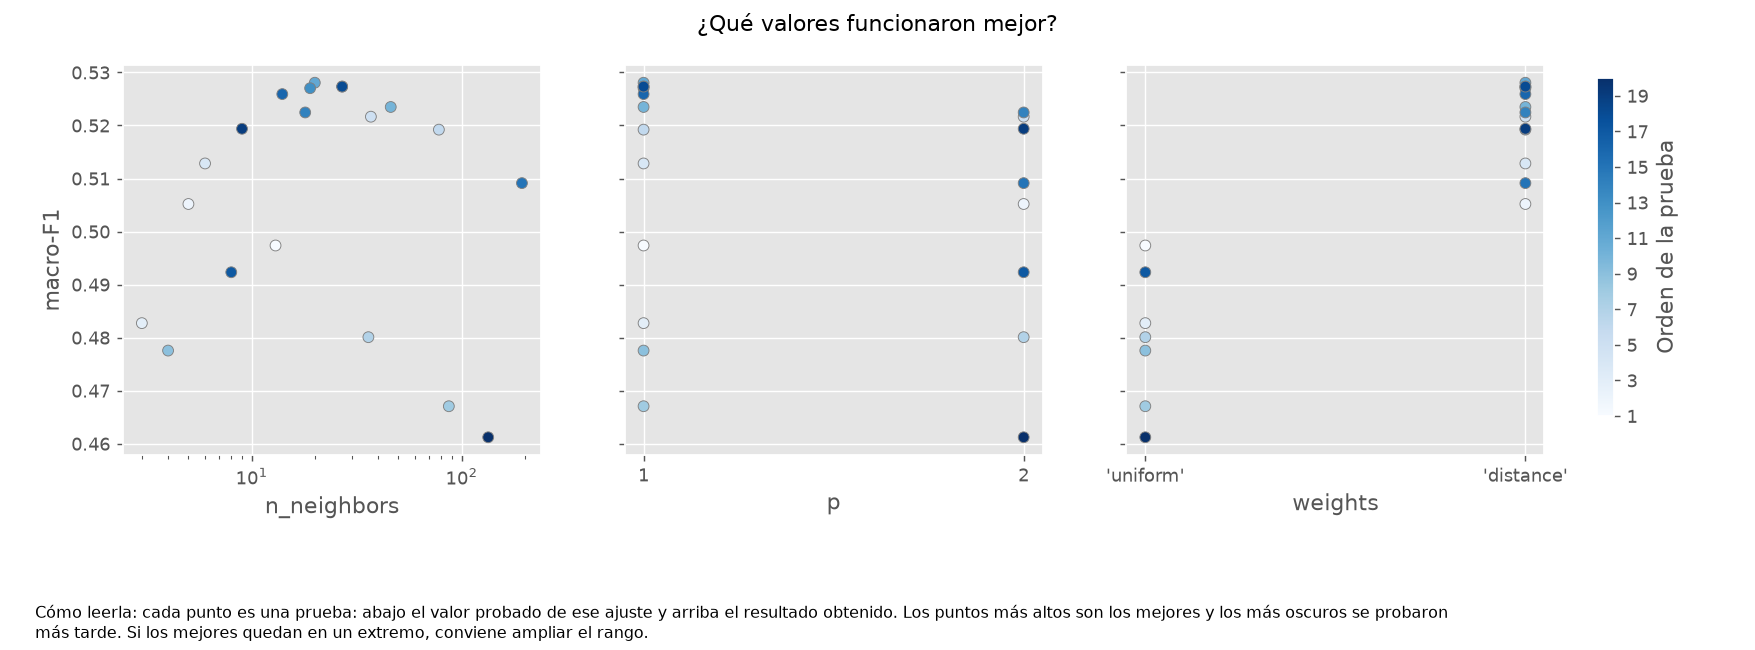 ¿Qué valores funcionaron mejor?
0.53
0.52
0.51
0.50
0.49
0.48
0.47
0.46
macro-F1
10¹
10²
n_neighbors
1
2
p
'uniform'
'distance'
weights
19
17
15
13
11
9
7
5
3
1
Orden de la prueba
Cómo leerla: cada punto es una prueba: abajo el valor probado de ese ajuste y arriba el resultado obtenido. Los puntos más altos son los mejores y los más oscuros se probaron
más tarde. Si los mejores quedan en un extremo, conviene ampliar el rango.